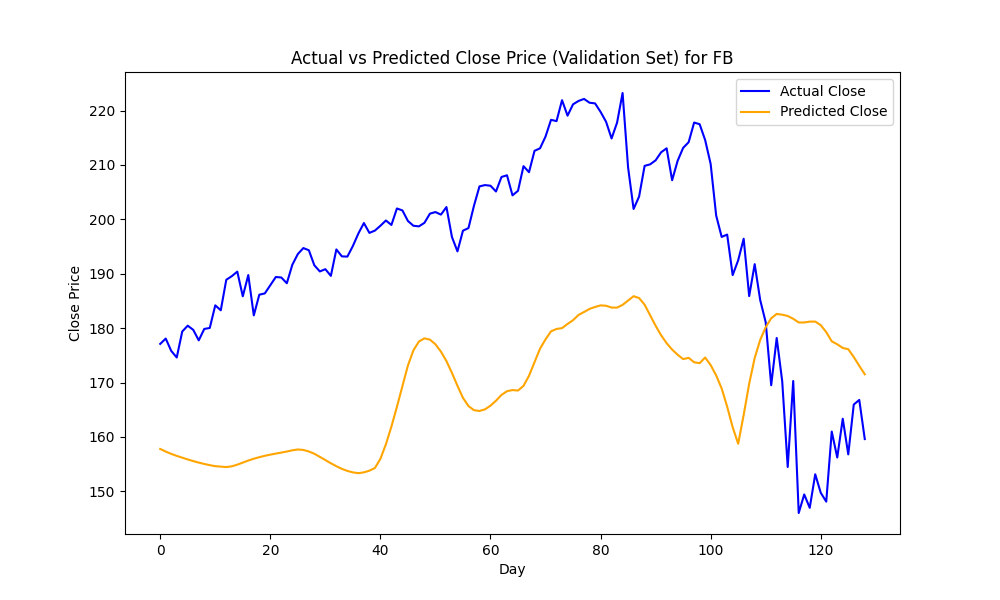 Actual vs Predicted Close Price (Validation Set) for FB
Actual Close
Predicted Close
Close Price
220
210
200
190
180
170
160
150
0 20 40 60 80 100 120
Day